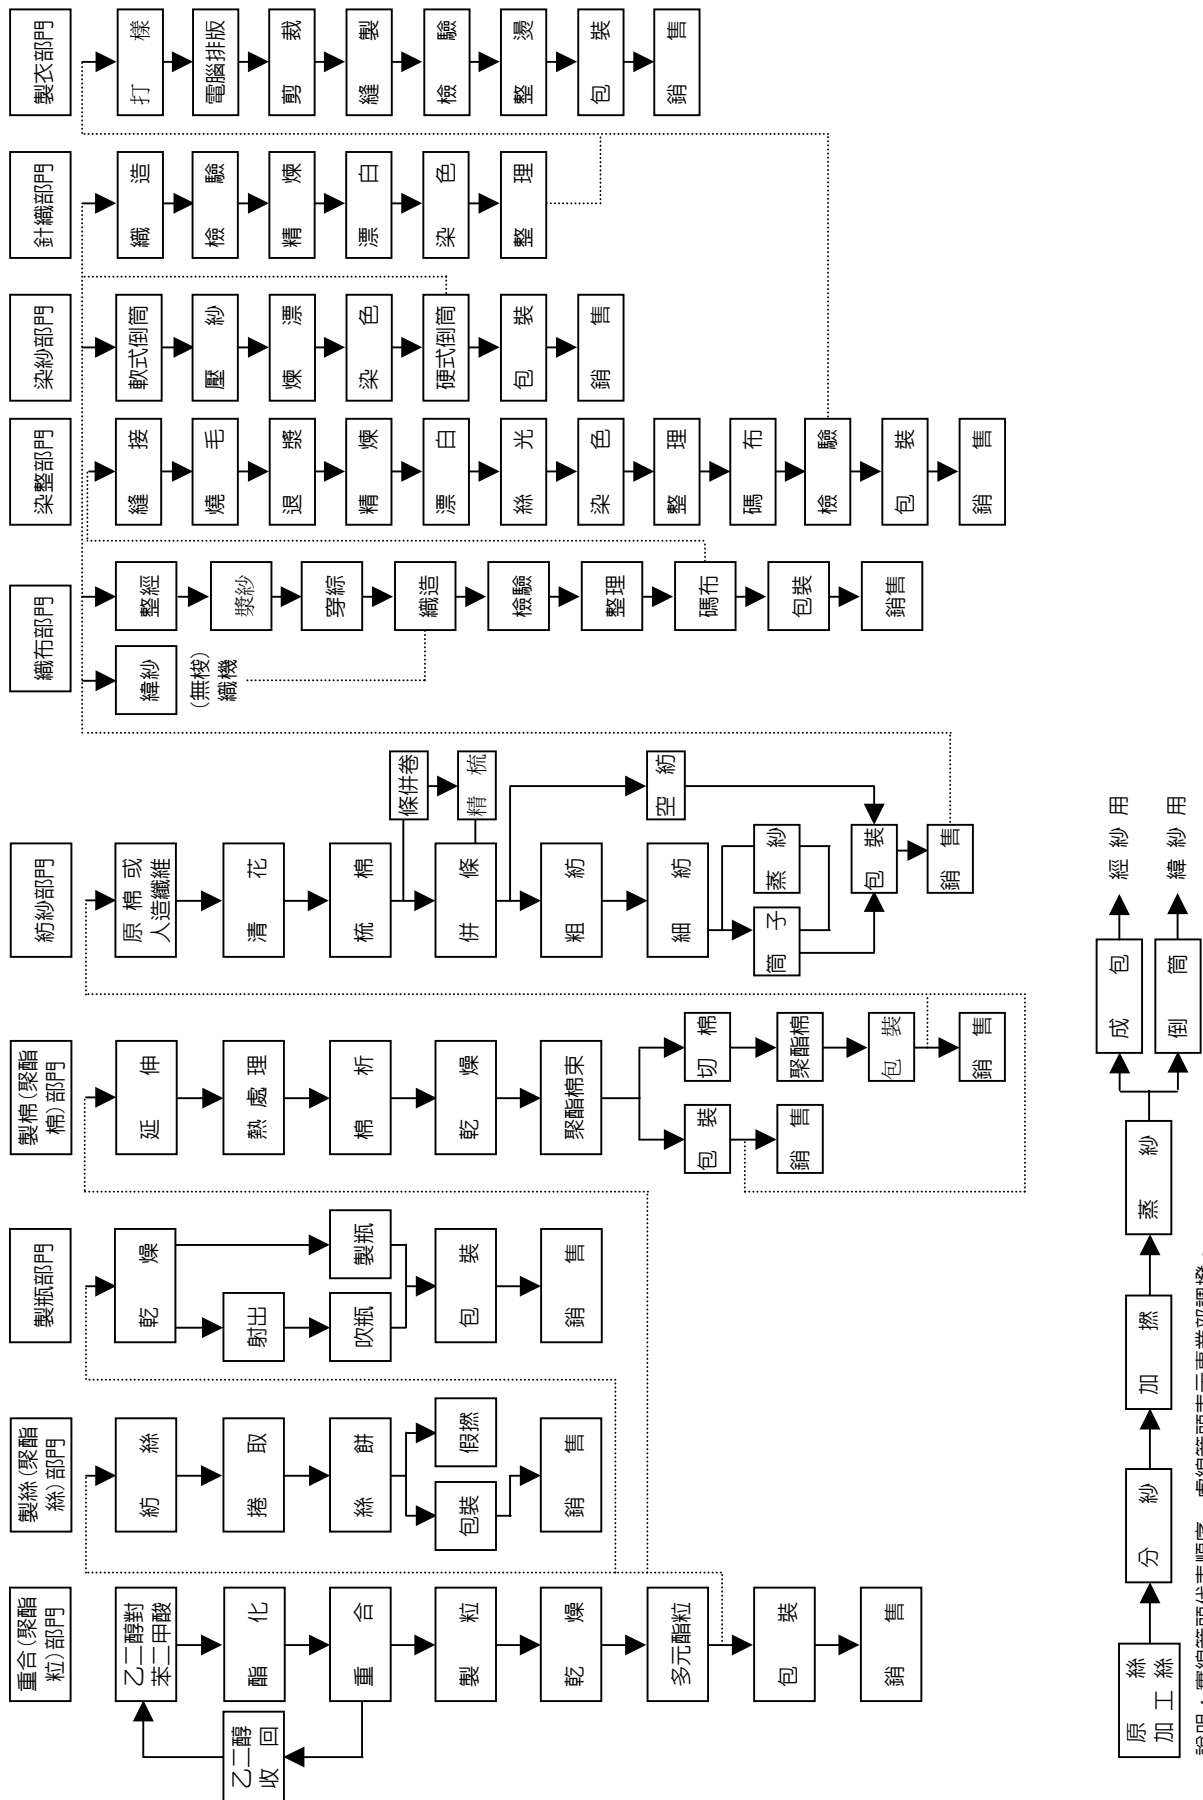 重合（聚酯
粒）部門
乙二醇對
苯二甲酸
酯化
重合
製粒
乾燥
多元酯粒
包裝
銷售
乙二醇
收回
製絲（聚酯
絲）部門
紡絲
捲取
絲餅
包裝
假撚
銷售
製瓶部門
乾燥
射出
吹瓶
製瓶
包裝
銷售
製棉（聚酯
棉）部門
延伸
熱處理
棉析
乾燥
聚酯棉束
包裝
銷售
切棉
聚酯棉
包裝
銷售
紡紗部門
原棉或
人造纖維
清花
梳棉
條併卷
精梳
併條
粗紡
細紡
空紡
筒子
蒸紗
包裝
銷售
織布部門
緯紗
（無梭）
織機
整經
漿紗
穿綜
織造
檢驗
整理
碼布
包裝
銷售
染整部門
縫接
燒毛
退漿
精煉
漂白
絲光
染色
整理
碼布
檢驗
包裝
銷售
染紗部門
軟式倒筒
壓紗
煉漂
染色
硬式倒筒
包裝
銷售
針織部門
織造
檢驗
精煉
漂白
染色
整理
製衣部門
打樣
電腦排版
剪裁
縫製
檢驗
整燙
包裝
銷售
原絲
加工絲
分紗
加撚
蒸紗
成包
經紗用
倒筒
緯紗用